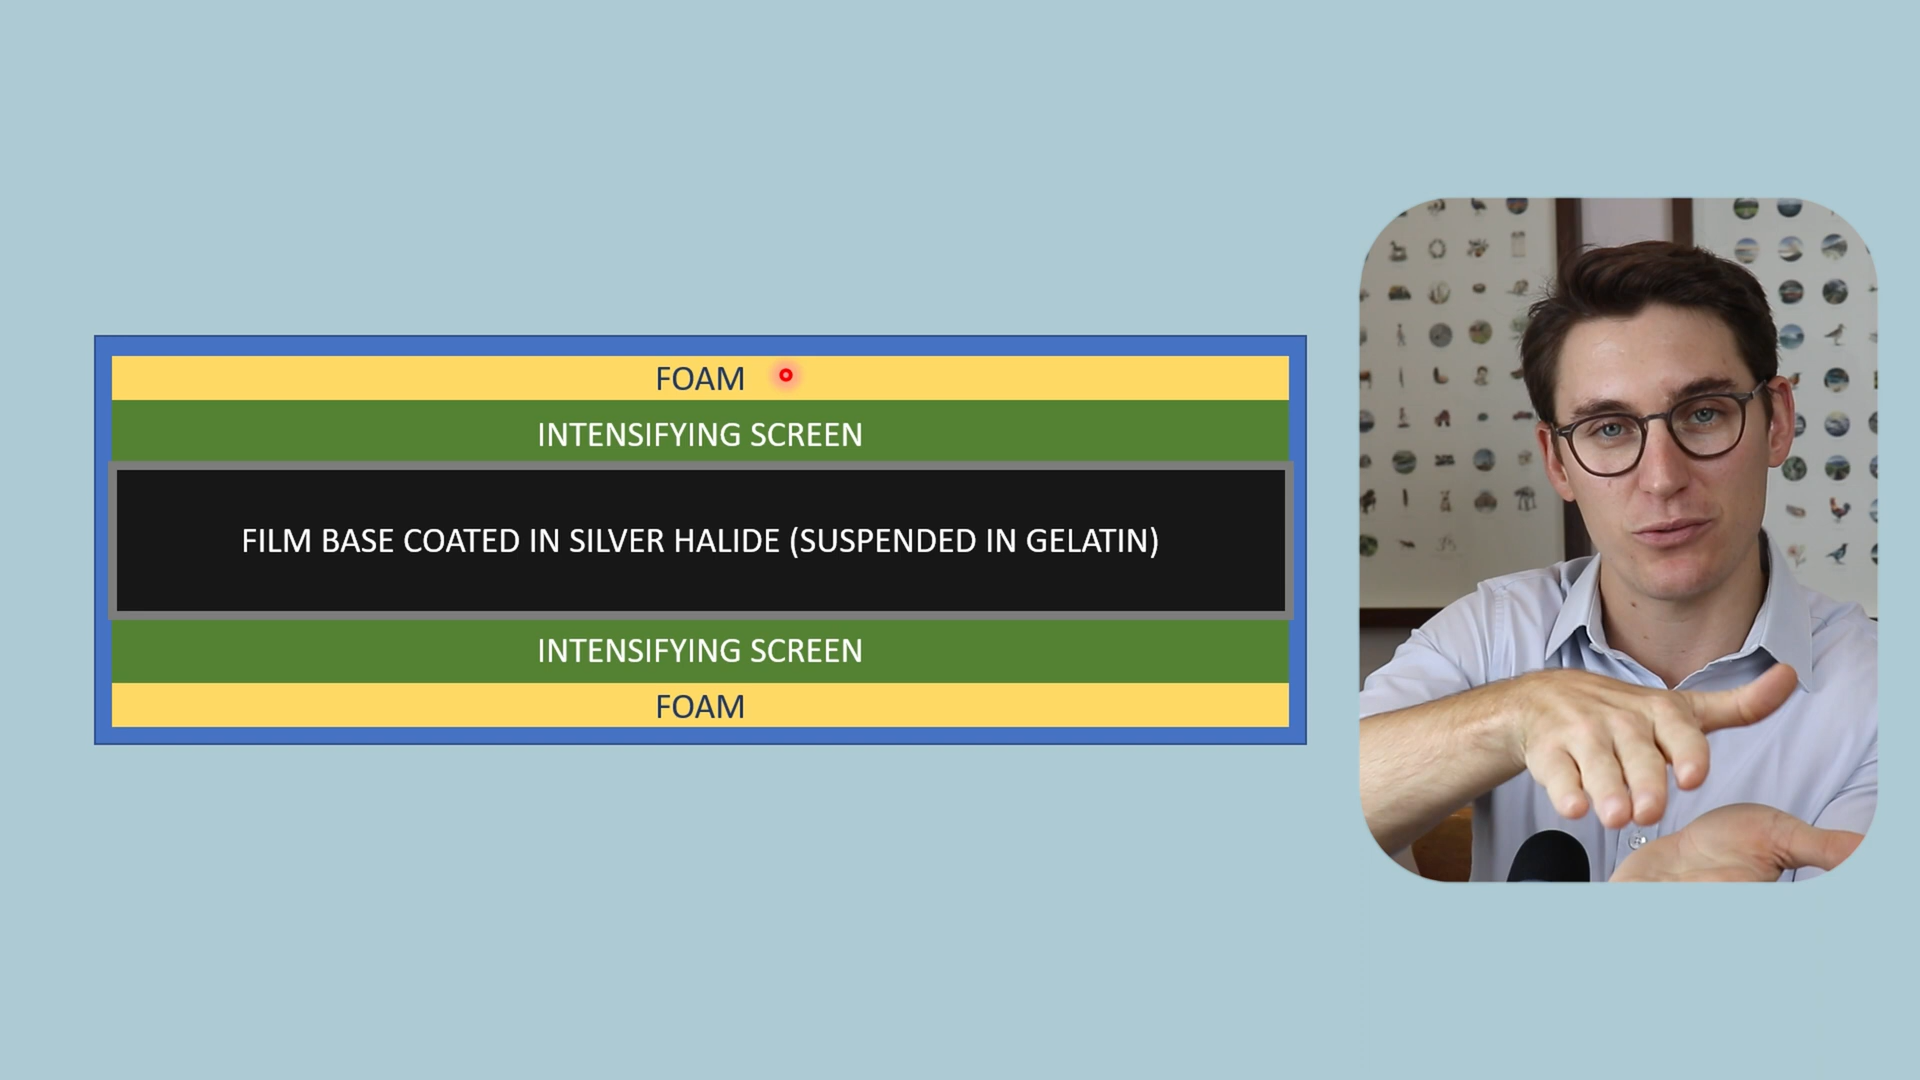 FOAM
INTENSIFYING SCREEN
FILM BASE COATED IN SILVER HALIDE (SUSPENDED IN GELATIN)
INTENSIFYING SCREEN
FOAM